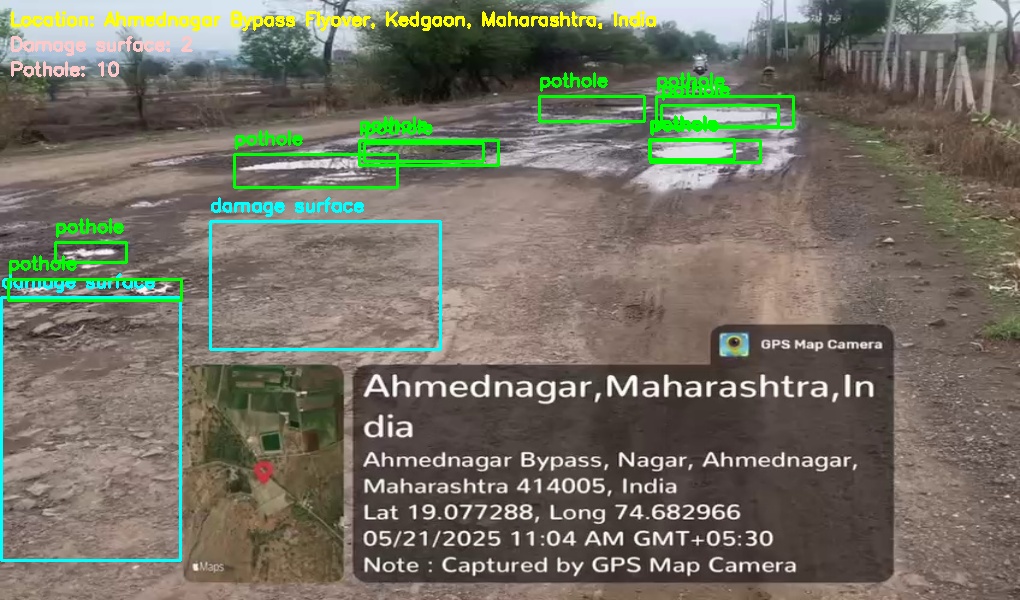 Location: Ahmednagar Bypass Flyover, Kedgaon, Maharashtra, India
Damage surface: 2
Pothole: 10
pothole
pothole
pothole
pothole
pothole
pothole
pothole
pothole
damage surface
pothole
pothole
damage surface
GPS Map Camera
Ahmednagar,Maharashtra,In
dia
Ahmednagar Bypass, Nagar, Ahmednagar,
Maharashtra 414005, India
Lat 19.077288, Long 74.682966
05/21/2025 11:04 AM GMT+05:30
Note : Captured by GPS Map Camera
Maps